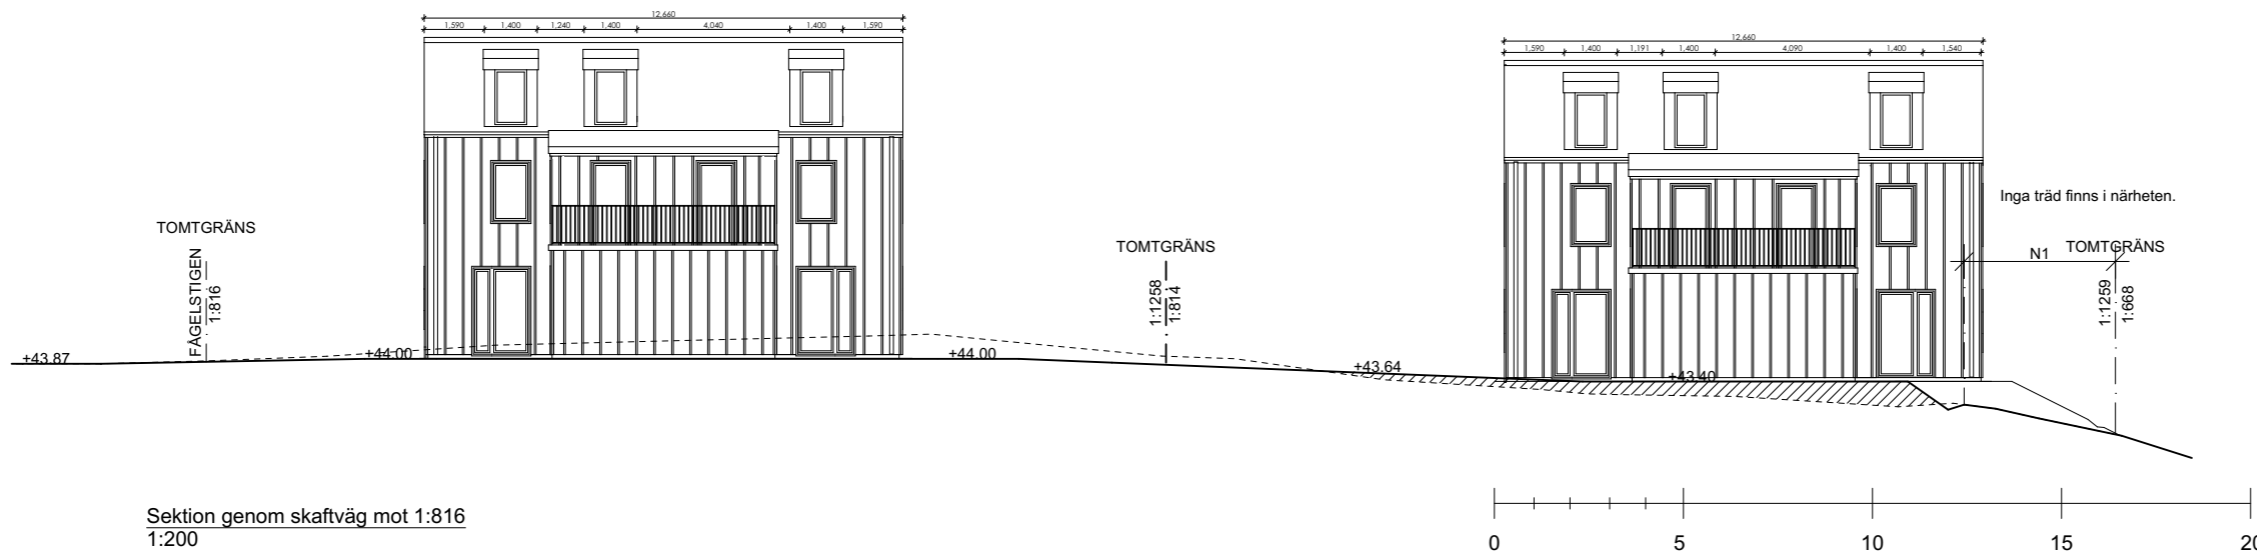 12,660
1,590 1,400 1,240 1,400 4,040 1,400 1,590
12,660
1,590 1,400 1,191 1,400 4,090 1,400 1,540
Inga träd finns i närheten.
TOMTGRÄNS
FÅGELSTIGEN
1:816
TOMTGRÄNS
1:1258
1:814
N1
TOMTGRÄNS
1:1259
1:668
+43.87
+44.00
+44.00
+43.64
+43.40
Sektion genom skaftväg mot 1:816
1:200
0 5 10 15 20